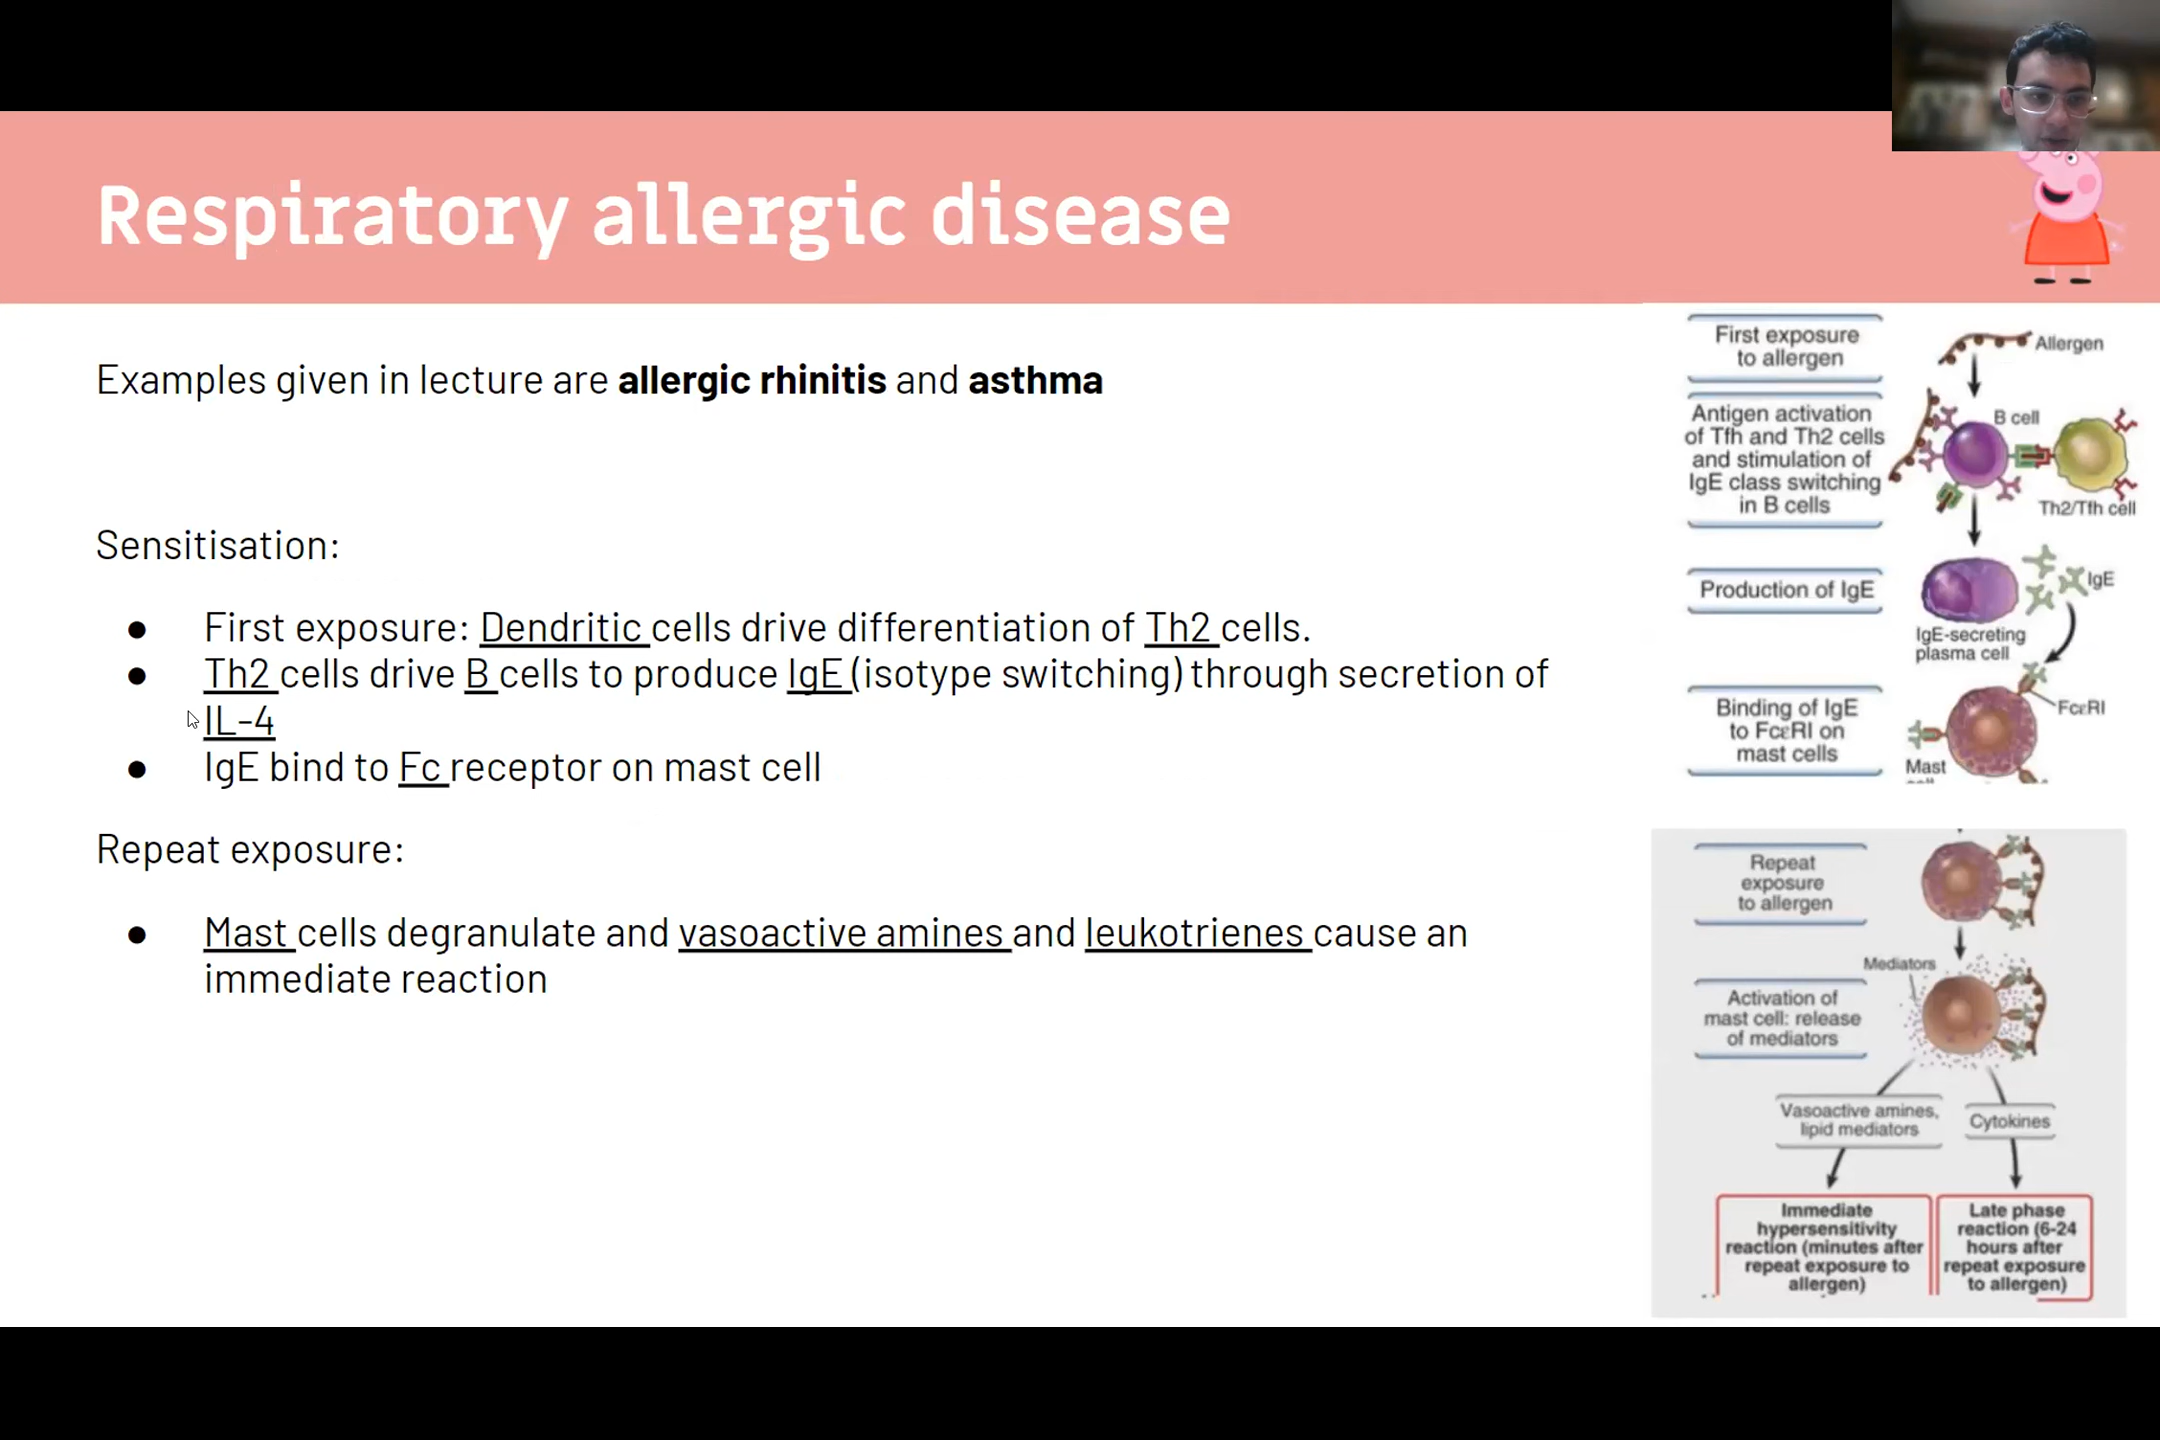 Respiratory allergic disease
Examples given in lecture are allergic rhinitis and asthma
Sensitisation:
● First exposure: Dendritic cells drive differentiation of Th2 cells.
● Th2 cells drive B cells to produce IgE (isotype switching) through secretion of
IL-4
● IgE bind to Fc receptor on mast cell
Repeat exposure:
● Mast cells degranulate and vasoactive amines and leukotrienes cause an
immediate reaction
First exposure
to allergen
Allergen
Antigen activation
of Tfh and Th2 cells
and stimulation of
IgE class switching
in B cells
B cell
Th2/Tfh cell
Production of IgE
IgE
IgE-secreting
plasma cell
Binding of IgE
to FcεRI on
mast cells
FcεRI
Mast
Repeat
exposure
to allergen
Mediators
Activation of
mast cell: release
of mediators
Vasoactive amines,
lipid mediators
Cytokines
Immediate
hypersensitivity
reaction (minutes after
repeat exposure to
allergen)
Late phase
reaction (6-24
hours after
repeat exposure
to allergen)